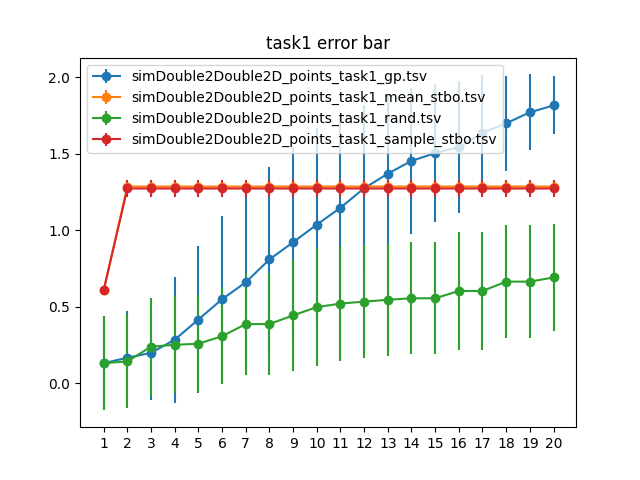 task1 error bar
simDouble2Double2D_points_task1_gp.tsv
simDouble2Double2D_points_task1_mean_stbo.tsv
simDouble2Double2D_points_task1_rand.tsv
simDouble2Double2D_points_task1_sample_stbo.tsv
2.0
1.5
1.0
0.5
0.0
1 2 3 4 5 6 7 8 9 10 11 12 13 14 15 16 17 18 19 20